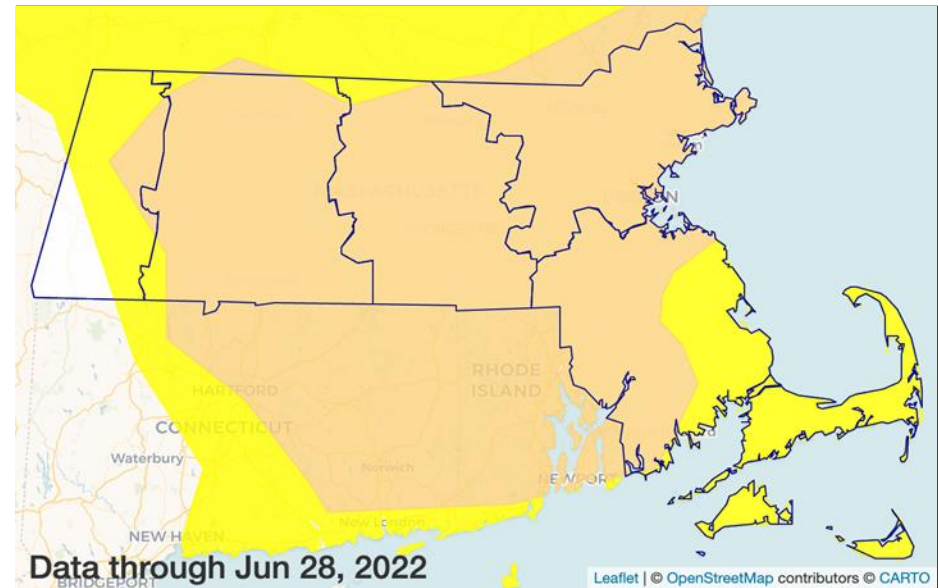 RHODE
ISLAND
HARTFORD
CONNECTICUT
Waterbury
Norwich
NEWPORT
New London
NEW HAVEN
Data through Jun 28, 2022
BRIDGEPORT
Leaflet | © OpenStreetMap contributors © CARTO